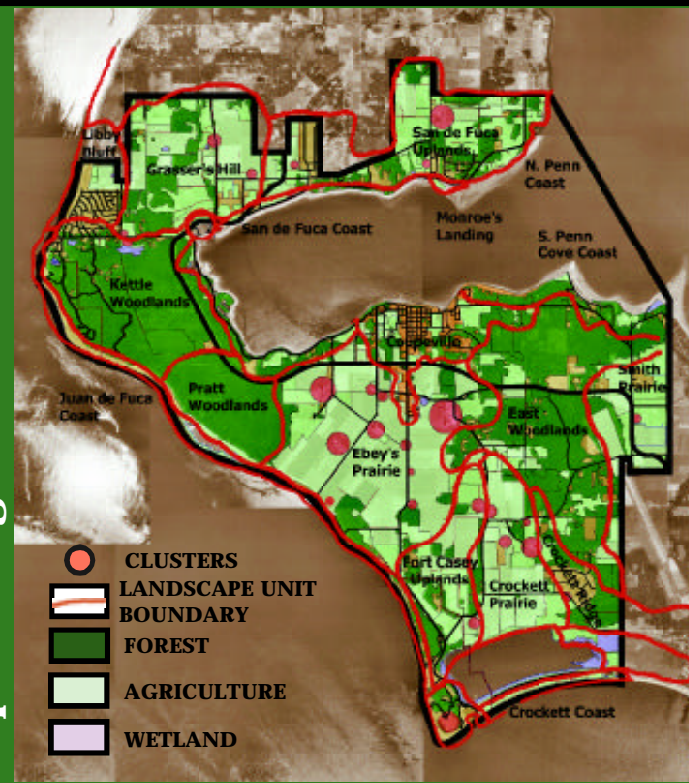 Libby
Bluff
Grasser's Hill
San de Fuca
Uplands
N. Penn
Coast
Monroe's
Landing
San de Fuca Coast
S. Penn
Cove Coast
Kettle
Woodlands
Coupeville
Smith
Prairie
Pratt
Woodlands
Juan de Fuca
Coast
East
Woodlands
Ebey's
Prairie
Crockett Ridge
Fort Casey
Uplands
Crockett
Prairie
Crockett Coast
CLUSTERS
LANDSCAPE UNIT
BOUNDARY
FOREST
AGRICULTURE
WETLAND